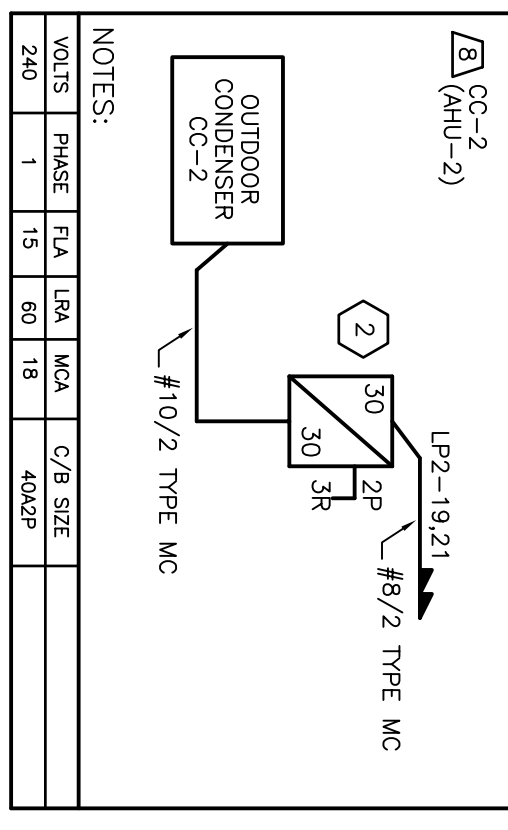 8
CC-2
(AHU-2)
LP2-19,21
#8/2 TYPE MC
2
30
30
2P
3R
OUTDOOR
CONDENSER
CC-2
#10/2 TYPE MC
NOTES:
VOLTS PHASE FLA LRA MCA C/B SIZE
240 1 15 60 18 40A2P